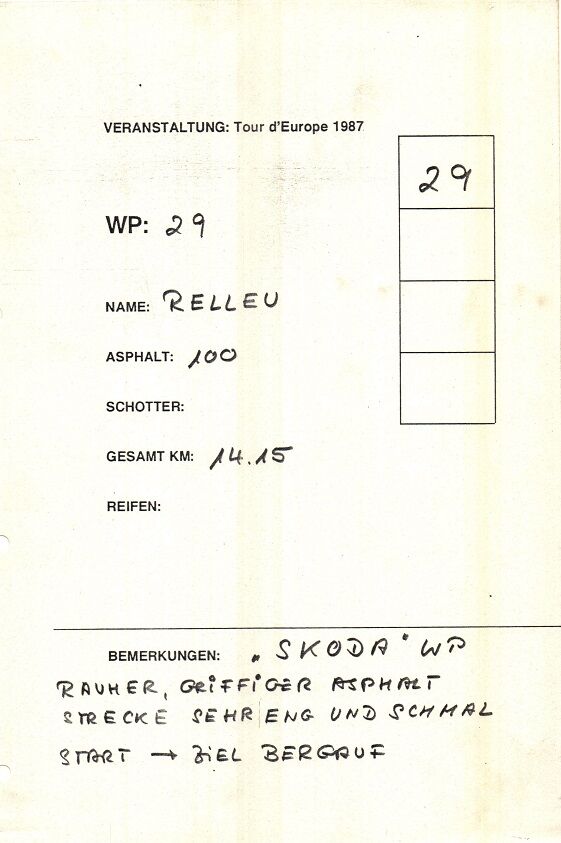 VERANSTALTUNG: Tour d'Europe 1987
29
WP: 29
NAME: RELLEU
ASPHALT: 100
SCHOTTER:
GESAMT KM: 14.15
REIFEN:
BEMERKUNGEN: „SKODA" WP
RAUHER, GRIFFIGER ASPHALT
STRECKE SEHR ENG UND SCHMAL
START → ZIEL BERGAUF